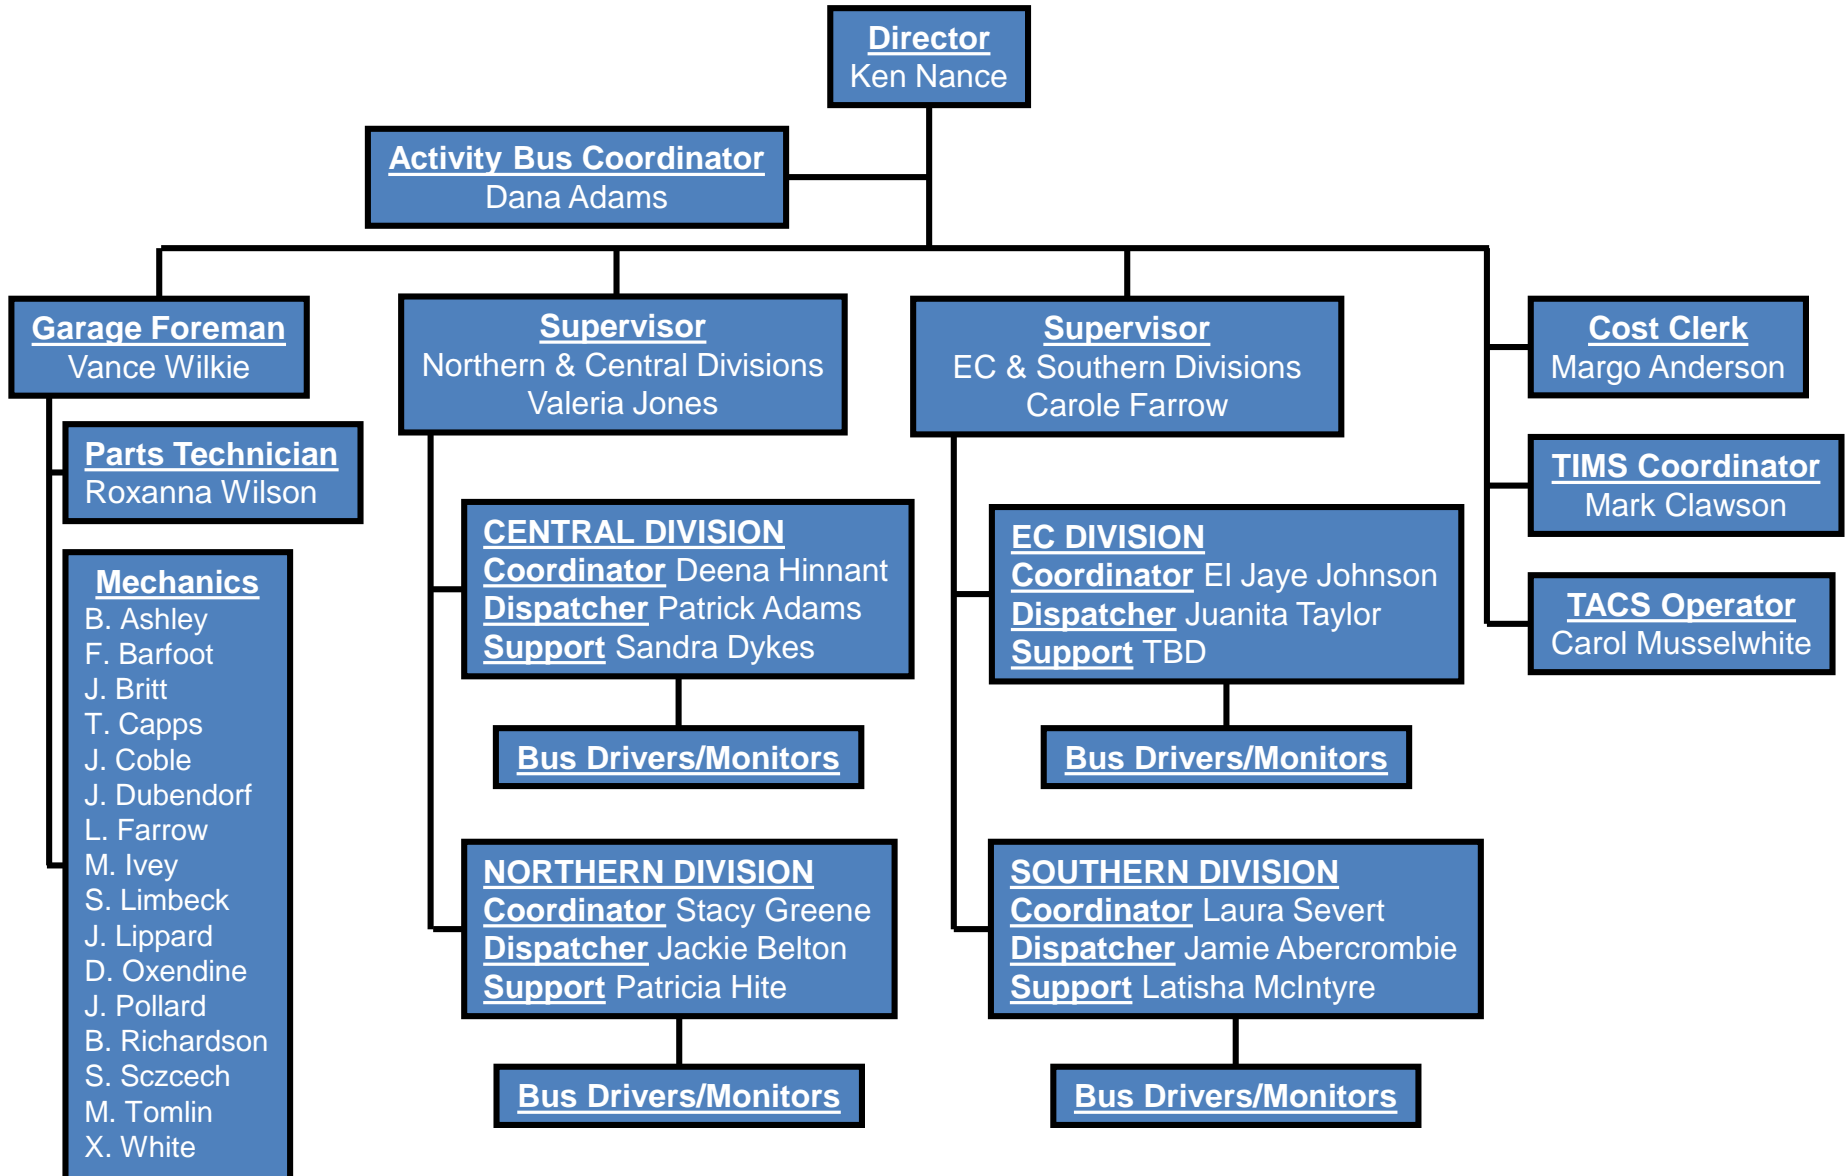 Director
Ken Nance
Activity Bus Coordinator
Dana Adams
Garage Foreman
Vance Wilkie
Parts Technician
Roxanna Wilson
Mechanics
B. Ashley
F. Barfoot
J. Britt
T. Capps
J. Coble
J. Dubendorf
L. Farrow
M. Ivey
S. Limbeck
J. Lippard
D. Oxendine
J. Pollard
B. Richardson
S. Sczcech
M. Tomlin
X. White
Supervisor
Northern & Central Divisions
Valeria Jones
CENTRAL DIVISION
Coordinator Deena Hinnant
Dispatcher Patrick Adams
Support Sandra Dykes
Bus Drivers/Monitors
NORTHERN DIVISION
Coordinator Stacy Greene
Dispatcher Jackie Belton
Support Patricia Hite
Bus Drivers/Monitors
Supervisor
EC & Southern Divisions
Carole Farrow
EC DIVISION
Coordinator El Jaye Johnson
Dispatcher Juanita Taylor
Support TBD
Bus Drivers/Monitors
SOUTHERN DIVISION
Coordinator Laura Severt
Dispatcher Jamie Abercrombie
Support Latisha McIntyre
Bus Drivers/Monitors
Cost Clerk
Margo Anderson
TIMS Coordinator
Mark Clawson
TACS Operator
Carol Musselwhite